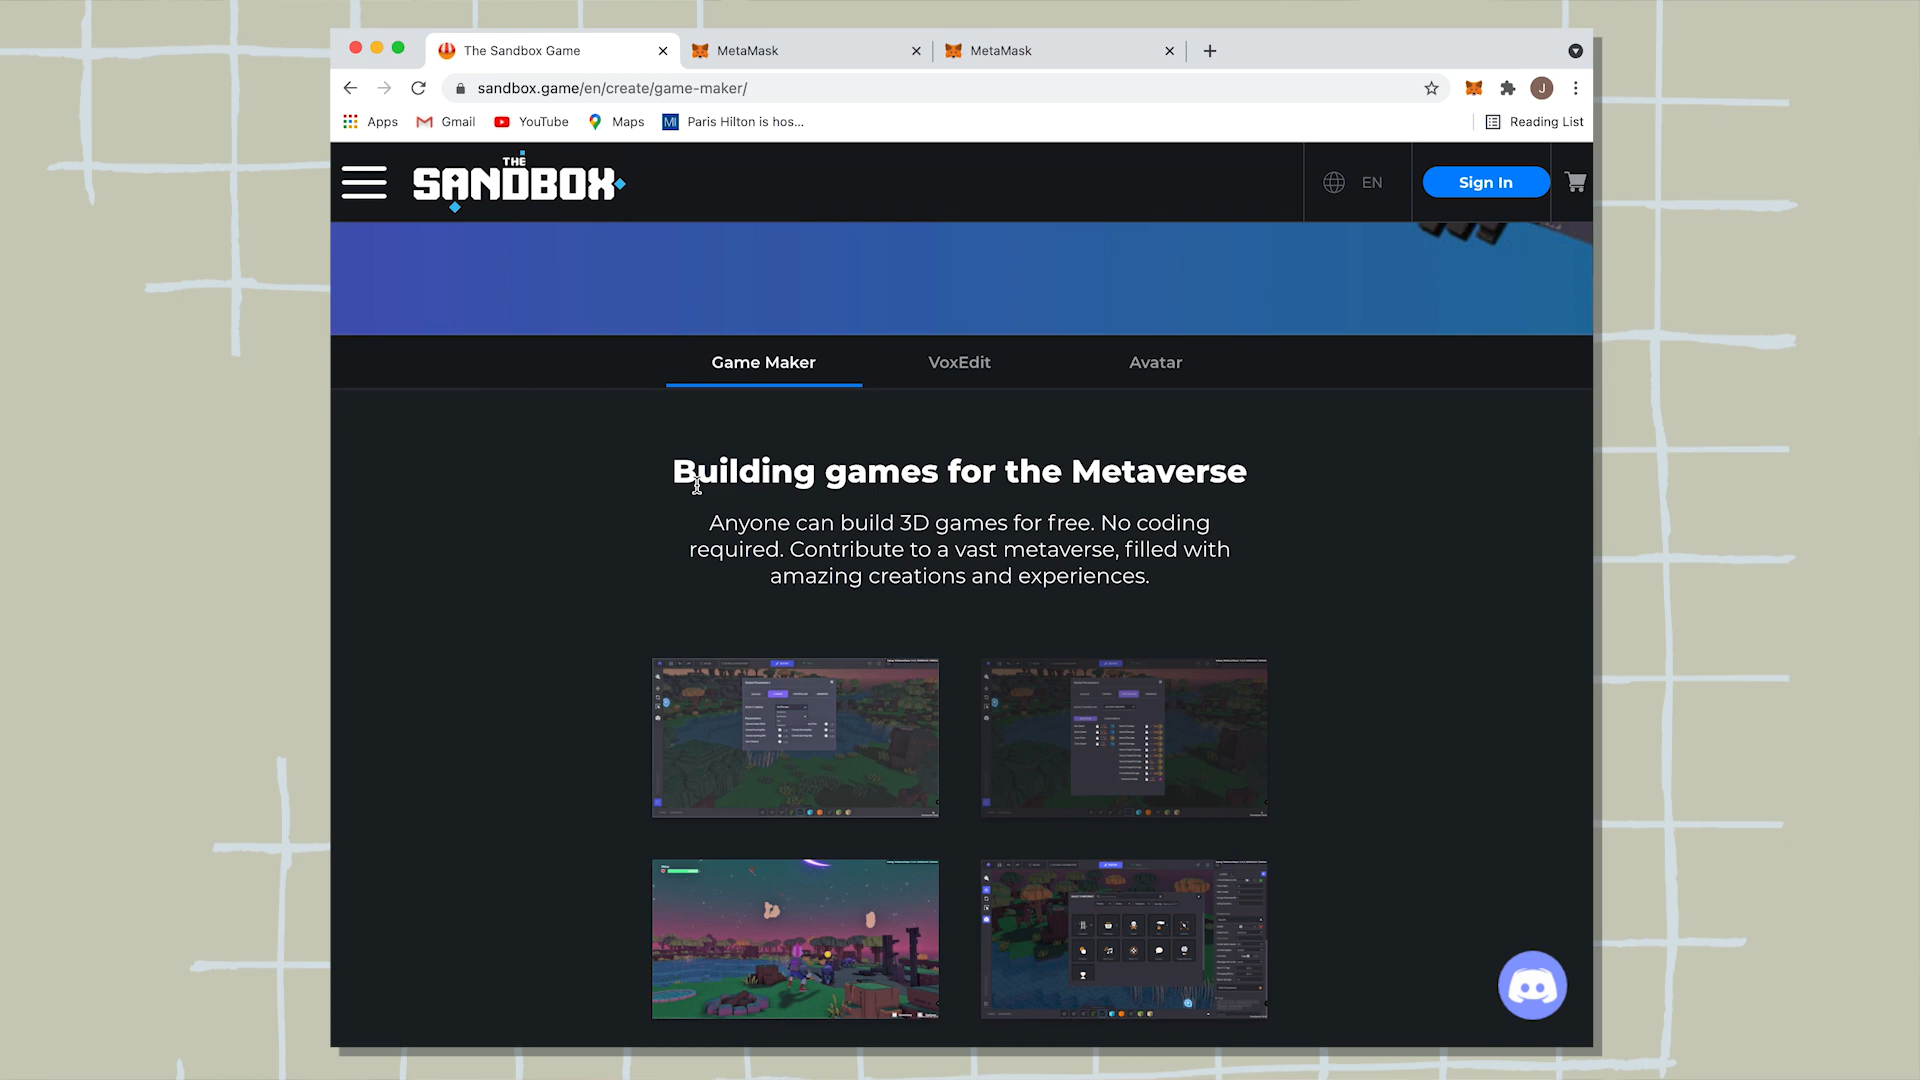 The Sandbox Game
MetaMask
MetaMask
sandbox.game/en/create/game-maker/
J
Apps
Gmail
YouTube
Maps
MI
Paris Hilton is hos...
Reading List
THE
SANDBOX
EN
Sign In
Game Maker
VoxEdit
Avatar
Building games for the Metaverse
Anyone can build 3D games for free. No coding
required. Contribute to a vast metaverse, filled with
amazing creations and experiences.